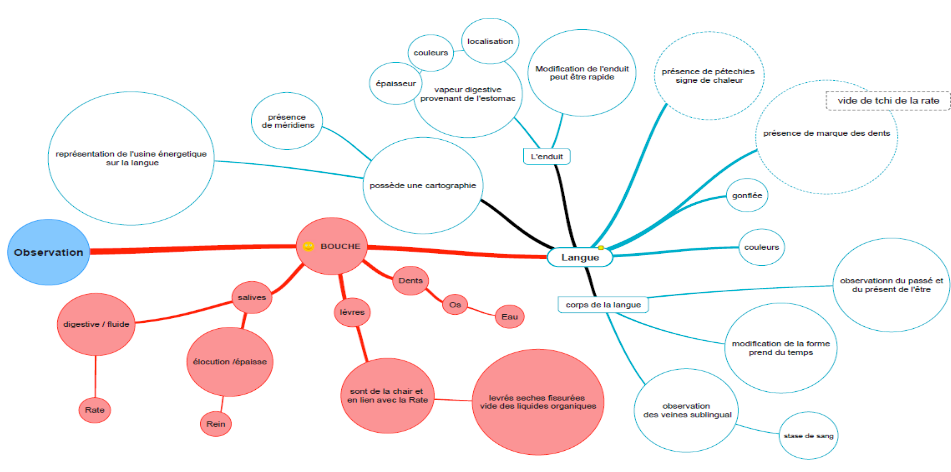 couleurs
localisation
épaisseur
vapeur digestive
provenant de l'estomac
Modification de l'enduit
peut être rapide
présence de pétechies
signe de chaleur
vide de tchi de la rate
présence de marque des dents
présence
de méridiens
représentation de l'usine énergetique
sur la langue
possède une cartographie
L'enduit
gonflée
Observation
BOUCHE
Langue
couleurs
Dents
Os
Eau
salives
lèvres
corps de la langue
observationn du passé et
du présent de l'être
digestive / fluide
élocution /épaisse
modification de la forme
prend du temps
sont de la chair et
en lien avec la Rate
levrês seches fissurées
vide des liquides organiques
Rate
Rein
observation
des veines sublingual
stase de sang